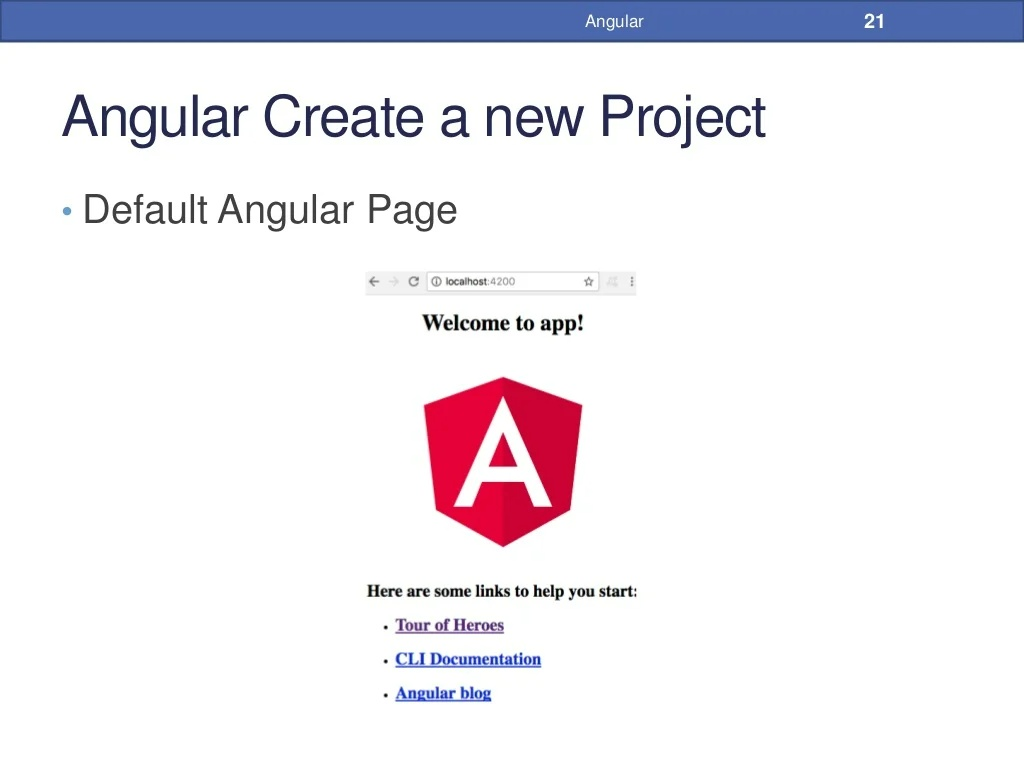 Angular 21
Angular Create a new Project
• Default Angular Page
localhost:4200
Welcome to app!
A
Here are some links to help you start:
• Tour of Heroes
• CLI Documentation
• Angular blog